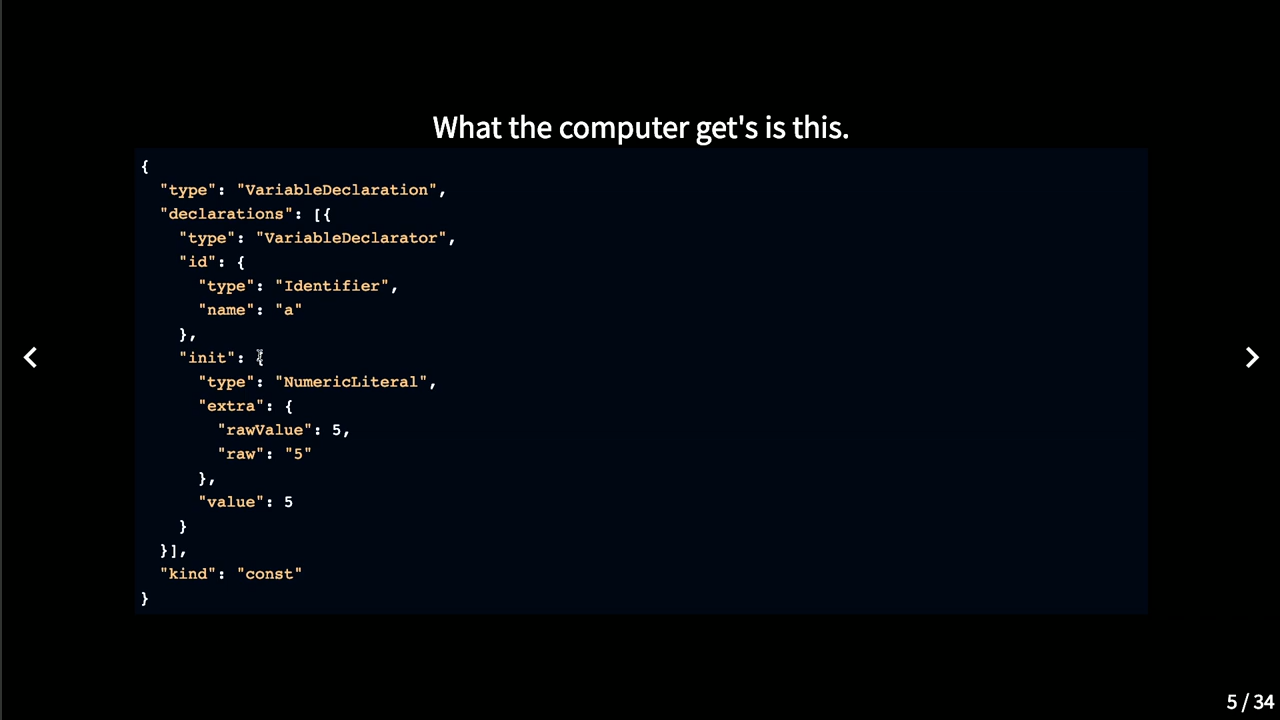 What the computer get's is this.
{
  "type": "VariableDeclaration",
  "declarations": [{
    "type": "VariableDeclarator",
    "id": {
      "type": "Identifier",
      "name": "a"
    },
    "init": {
      "type": "NumericLiteral",
      "extra": {
        "rawValue": 5,
        "raw": "5"
      },
      "value": 5
    }
  }],
  "kind": "const"
}
5 / 34